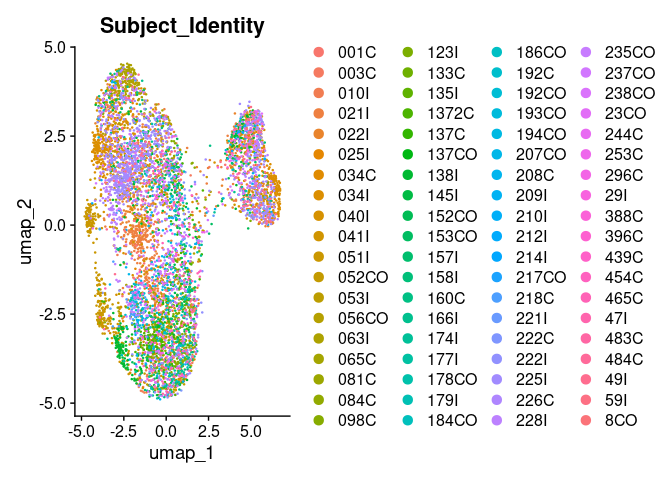 Subject_Identity
5.0
2.5
0.0
-2.5
-5.0
umap_2
-5.0 -2.5 0.0 2.5 5.0
umap_1
001C
003C
010I
021I
022I
025I
034C
034I
040I
041I
051I
052CO
053I
056CO
063I
065C
081C
084C
098C
123I
133C
135I
1372C
137C
137CO
138I
145I
152CO
153CO
157I
158I
160C
166I
174I
177I
178CO
179I
184CO
186CO
192C
192CO
193CO
194CO
207CO
208C
209I
210I
212I
214I
217CO
218C
221I
222C
222I
225I
226C
228I
235CO
237CO
238CO
23CO
244C
253C
296C
29I
388C
396C
439C
454C
465C
47I
483C
484C
49I
59I
8CO